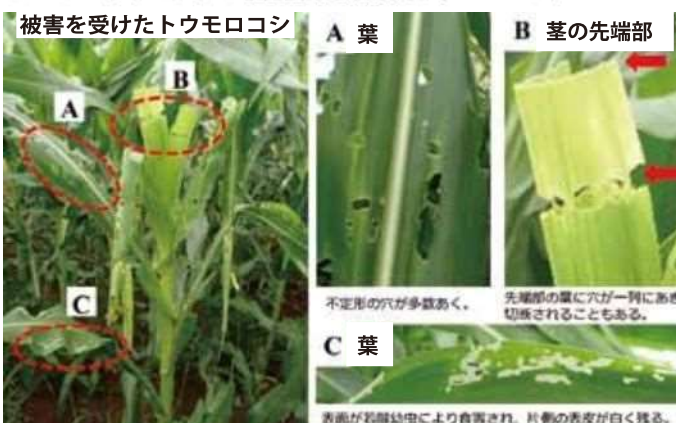 被害を受けたトウモロコシ
A 葉
B 茎の先端部
A
B
C
不定形の穴が多数あく。
先端部の葉に穴が一列にあき
切断されることもある。
C 葉
表面が若齢幼虫により食害され、片側の表皮が白く残る。